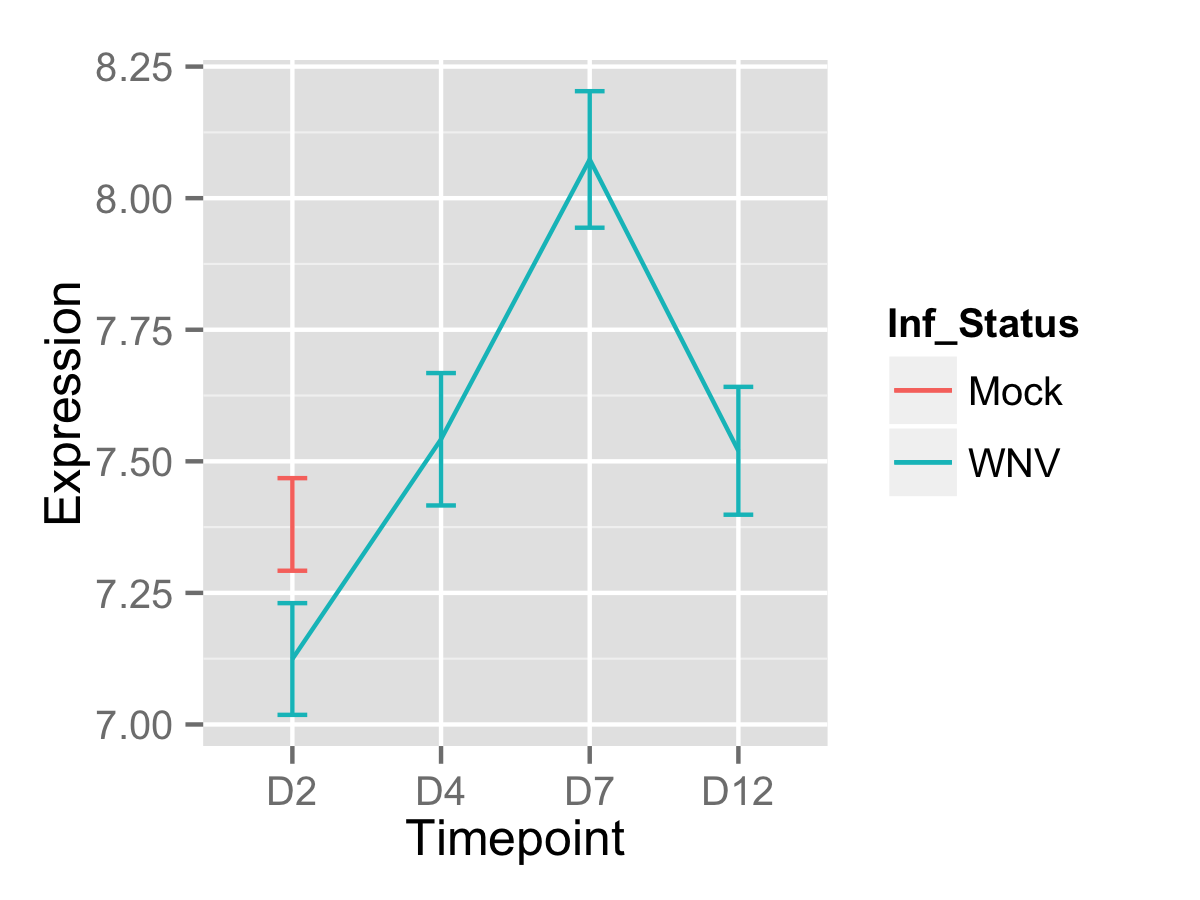 8.25
8.00
7.75
7.50
7.25
7.00
Expression
D2 D4 D7 D12
Timepoint
Inf_Status
Mock
WNV